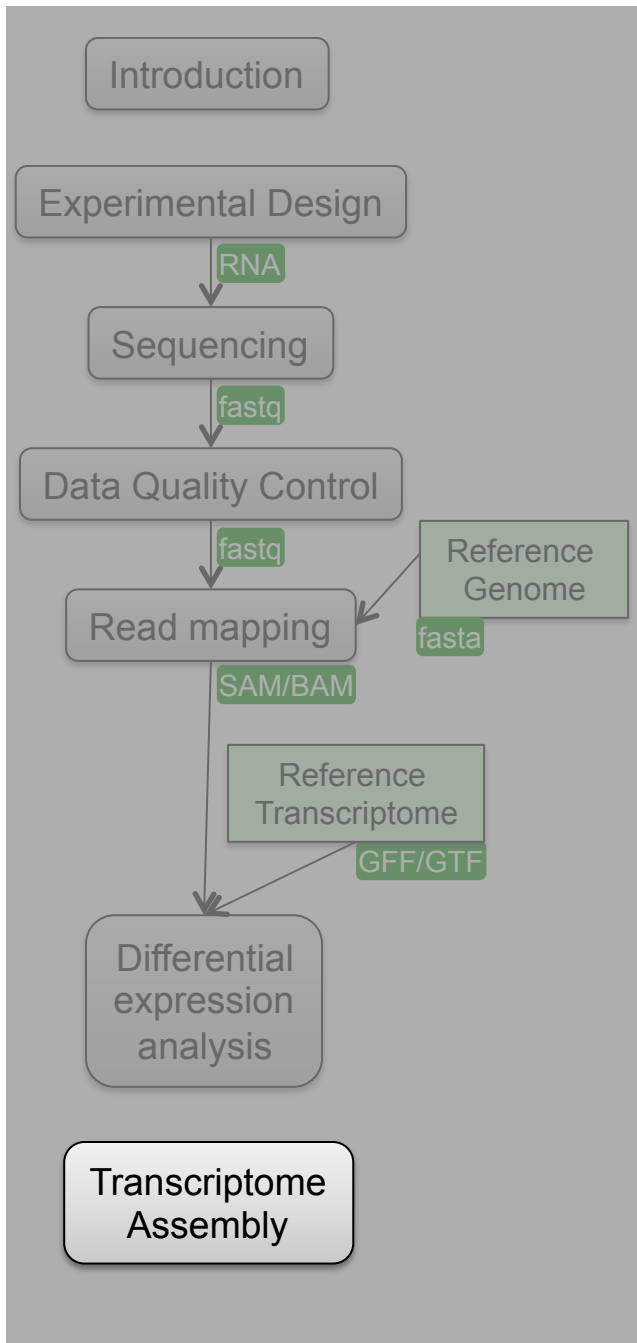 Introduction
Experimental Design
RNA
Sequencing
fastq
Data Quality Control
fastq
Reference
Genome
fasta
Read mapping
SAM/BAM
Reference
Transcriptome
GFF/GTF
Differential
expression
analysis
Transcriptome
Assembly